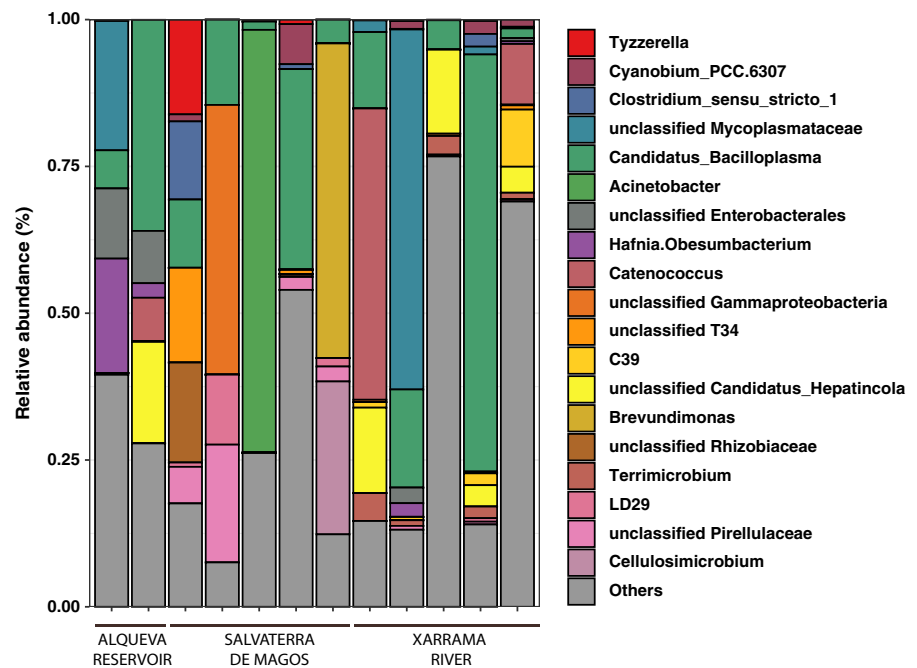 1.00
0.75
0.50
0.25
0.00
Relative abundance (%)
ALQUEVA
RESERVOIR
SALVATERRA
DE MAGOS
XARRAMA
RIVER
Tyzzerella
Cyanobium_PCC.6307
Clostridium_sensu_stricto_1
unclassified Mycoplasmataceae
Candidatus_Bacilloplasma
Acinetobacter
unclassified Enterobacterales
Hafnia.Obesumbacterium
Catenococcus
unclassified Gammaproteobacteria
unclassified T34
C39
unclassified Candidatus_Hepatincola
Brevundimonas
unclassified Rhizobiaceae
Terrimicrobium
LD29
unclassified Pirellulaceae
Cellulosimicrobium
Others